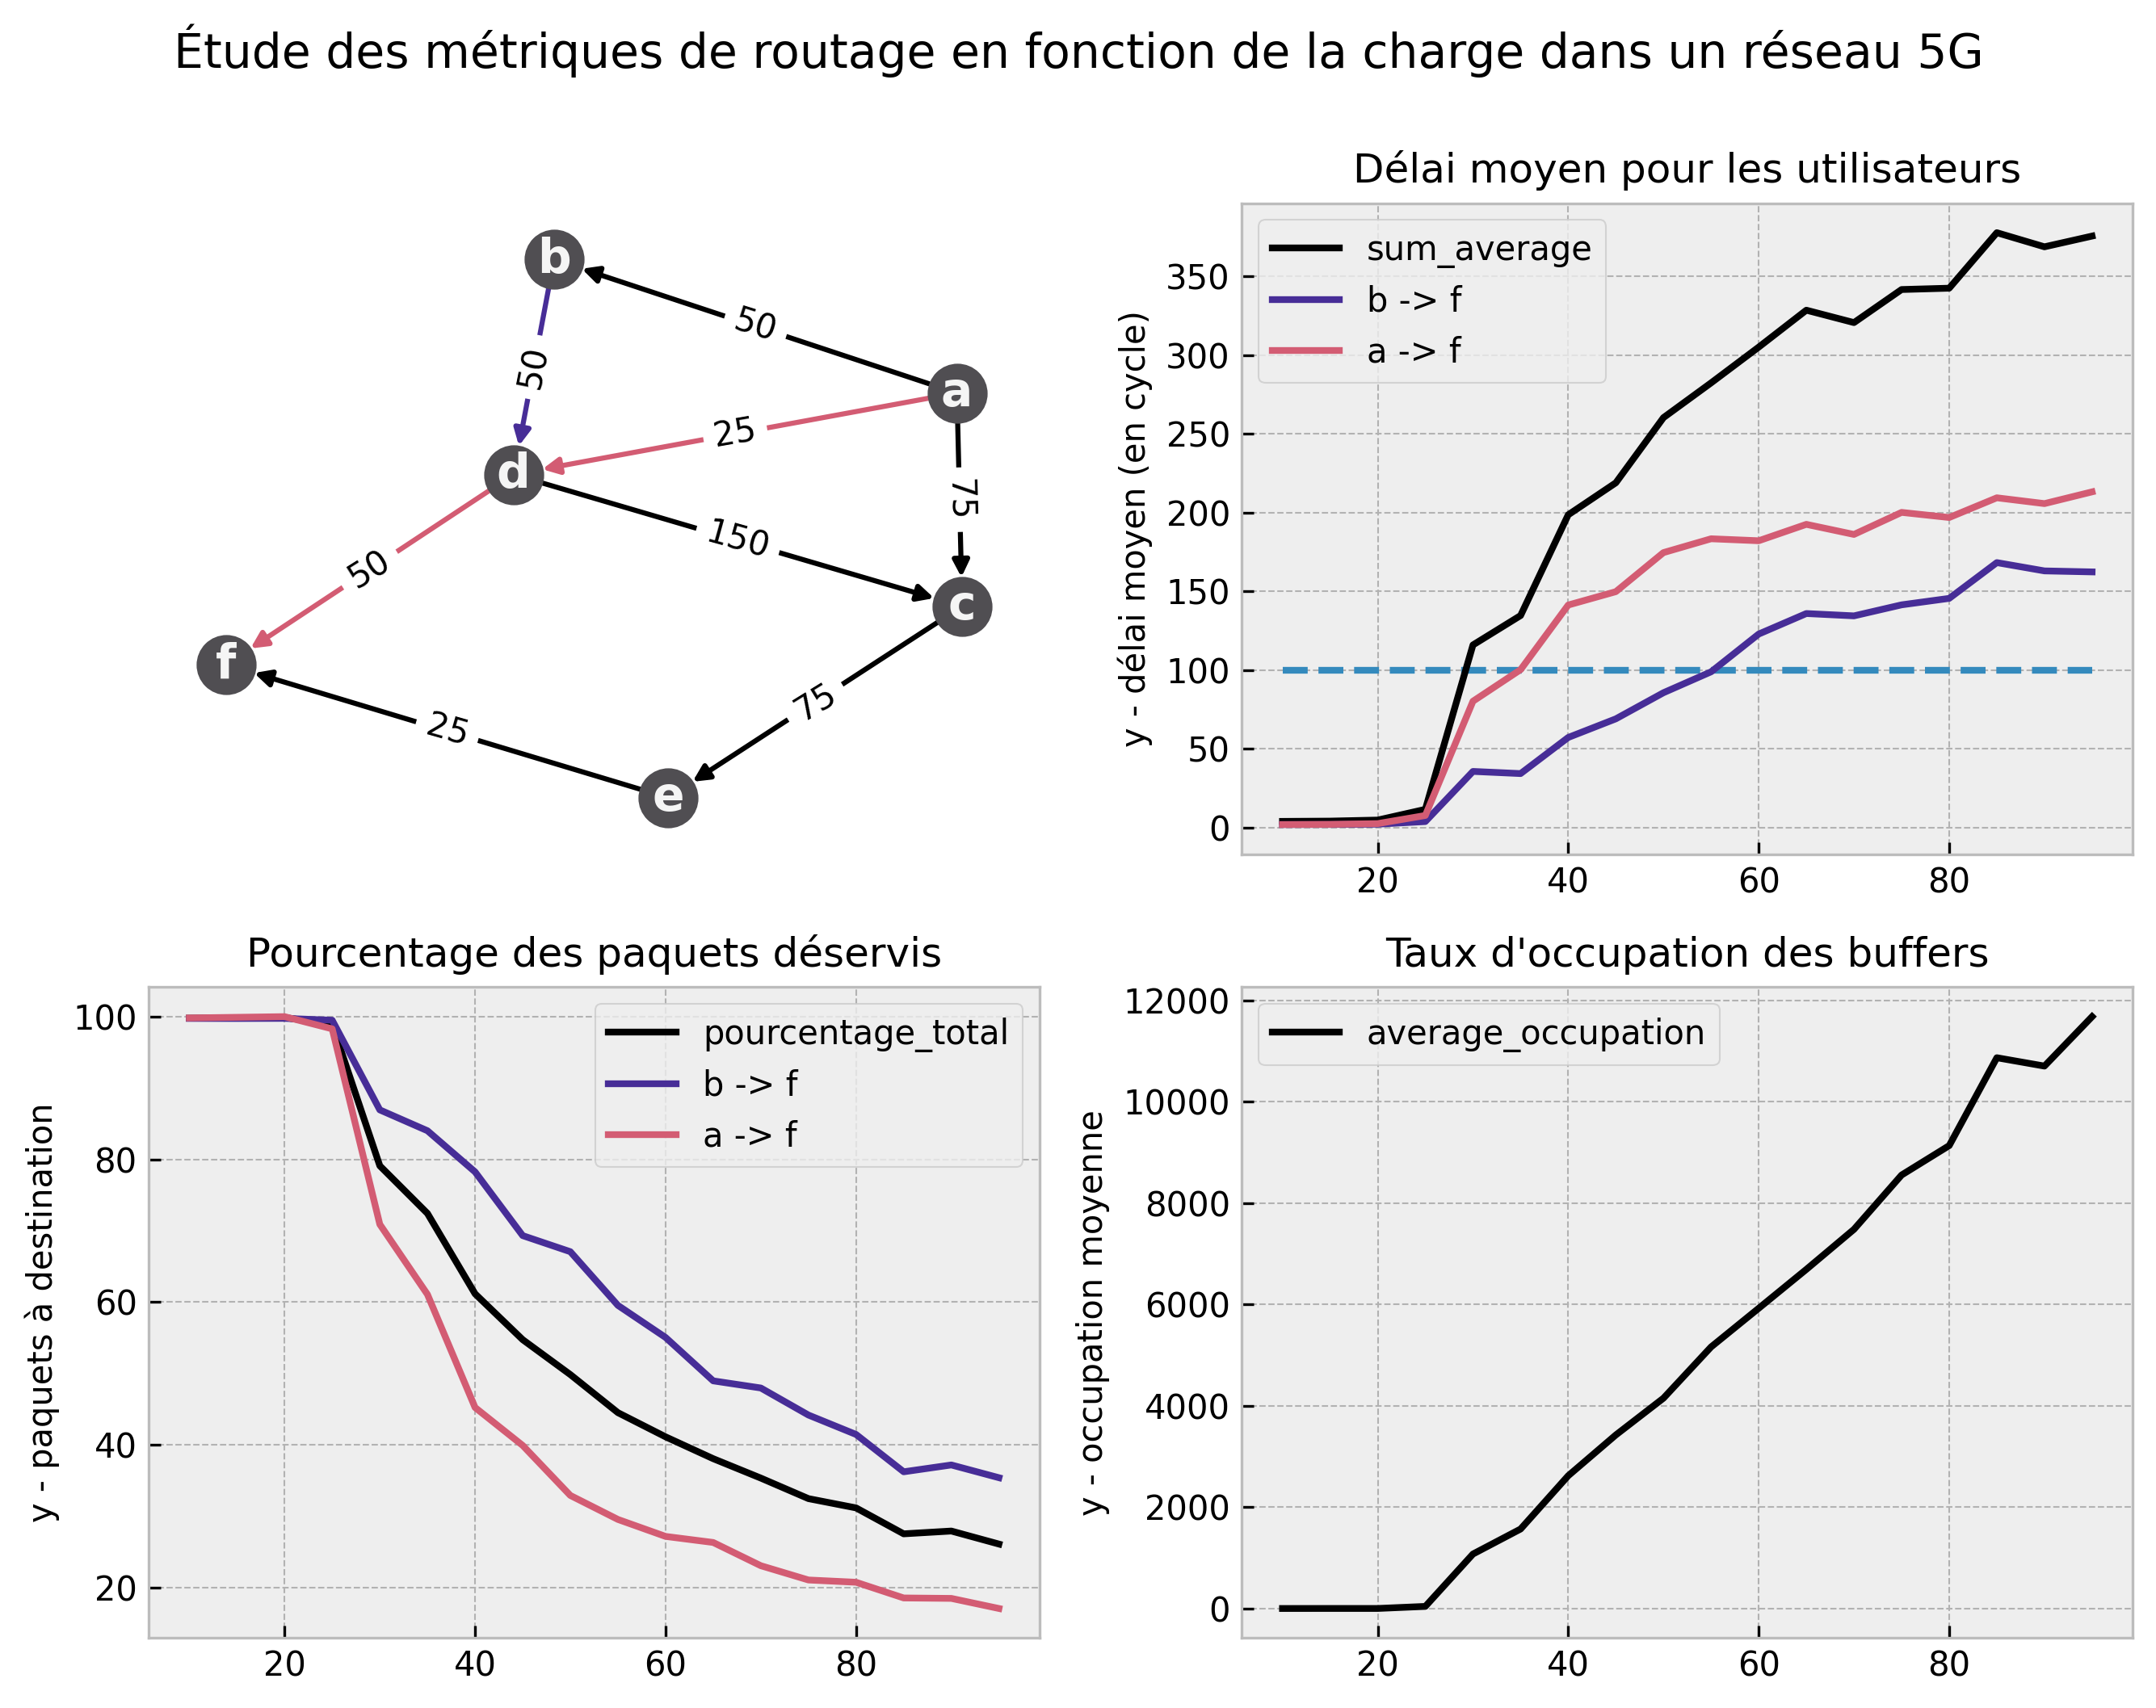 Étude des métriques de routage en fonction de la charge dans un réseau 5G
b
50
50
a
25
d
75
150
c
50
f
75
25
e
Délai moyen pour les utilisateurs
sum_average
b -> f
a -> f
y - délai moyen (en cycle)
350
300
250
200
150
100
50
0
20 40 60 80
Pourcentage des paquets déservis
pourcentage_total
b -> f
a -> f
y - paquets à destination
100
80
60
40
20
20 40 60 80
Taux d'occupation des buffers
average_occupation
y - occupation moyenne
12000
10000
8000
6000
4000
2000
0
20 40 60 80